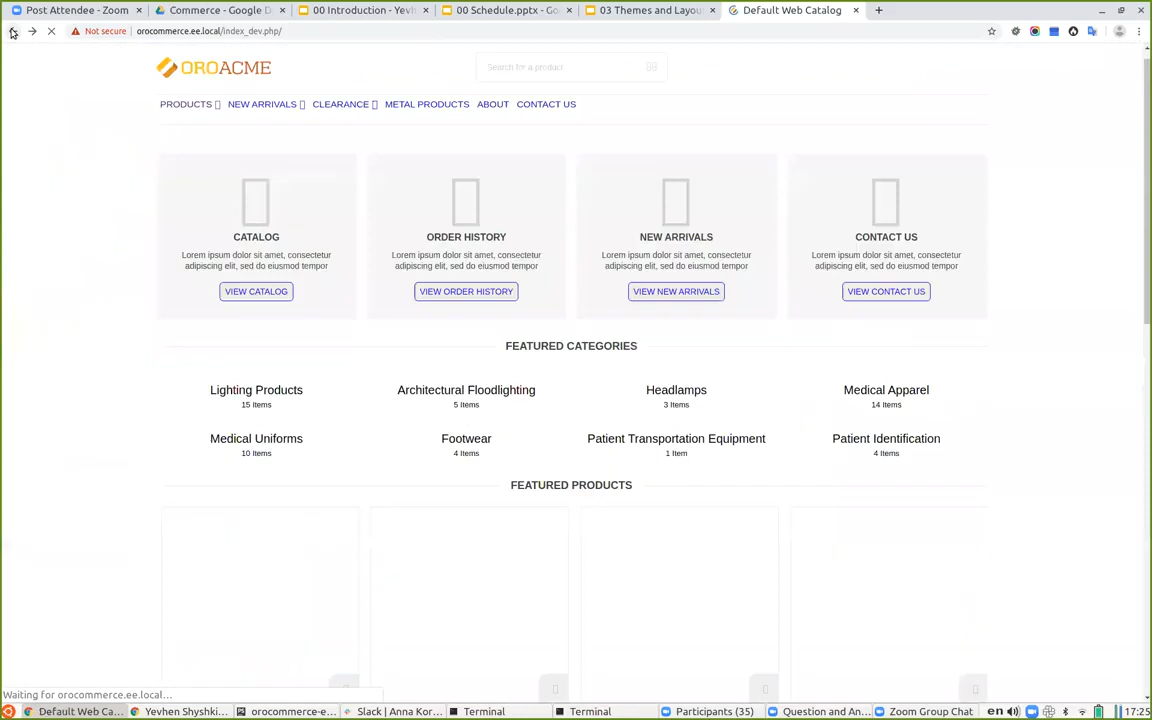 Post Attendee - Zoom
Commerce - Google D
00 Introduction - Yevh
00 Schedule.pptx - Go
03 Themes and Layou
Default Web Catalog
Not secure
orocommerce.ee.local/index_dev.php/
OROACME
Search for a product
PRODUCTS
NEW ARRIVALS
CLEARANCE
METAL PRODUCTS
ABOUT
CONTACT US
CATALOG
Lorem ipsum dolor sit amet, consectetur
adipiscing elit, sed do eiusmod tempor
VIEW CATALOG
ORDER HISTORY
Lorem ipsum dolor sit amet, consectetur
adipiscing elit, sed do eiusmod tempor
VIEW ORDER HISTORY
NEW ARRIVALS
Lorem ipsum dolor sit amet, consectetur
adipiscing elit, sed do eiusmod tempor
VIEW NEW ARRIVALS
CONTACT US
Lorem ipsum dolor sit amet, consectetur
adipiscing elit, sed do eiusmod tempor
VIEW CONTACT US
FEATURED CATEGORIES
Lighting Products
15 Items
Architectural Floodlighting
5 Items
Headlamps
3 Items
Medical Apparel
14 Items
Medical Uniforms
10 Items
Footwear
4 Items
Patient Transportation Equipment
1 Item
Patient Identification
4 Items
FEATURED PRODUCTS
Waiting for orocommerce.ee.local...
Default Web Ca...
Yevhen Shyshki...
orocommerce-e...
Slack | Anna Kor...
Terminal
Terminal
Participants (35)
Question and An...
Zoom Group Chat
en
17:25